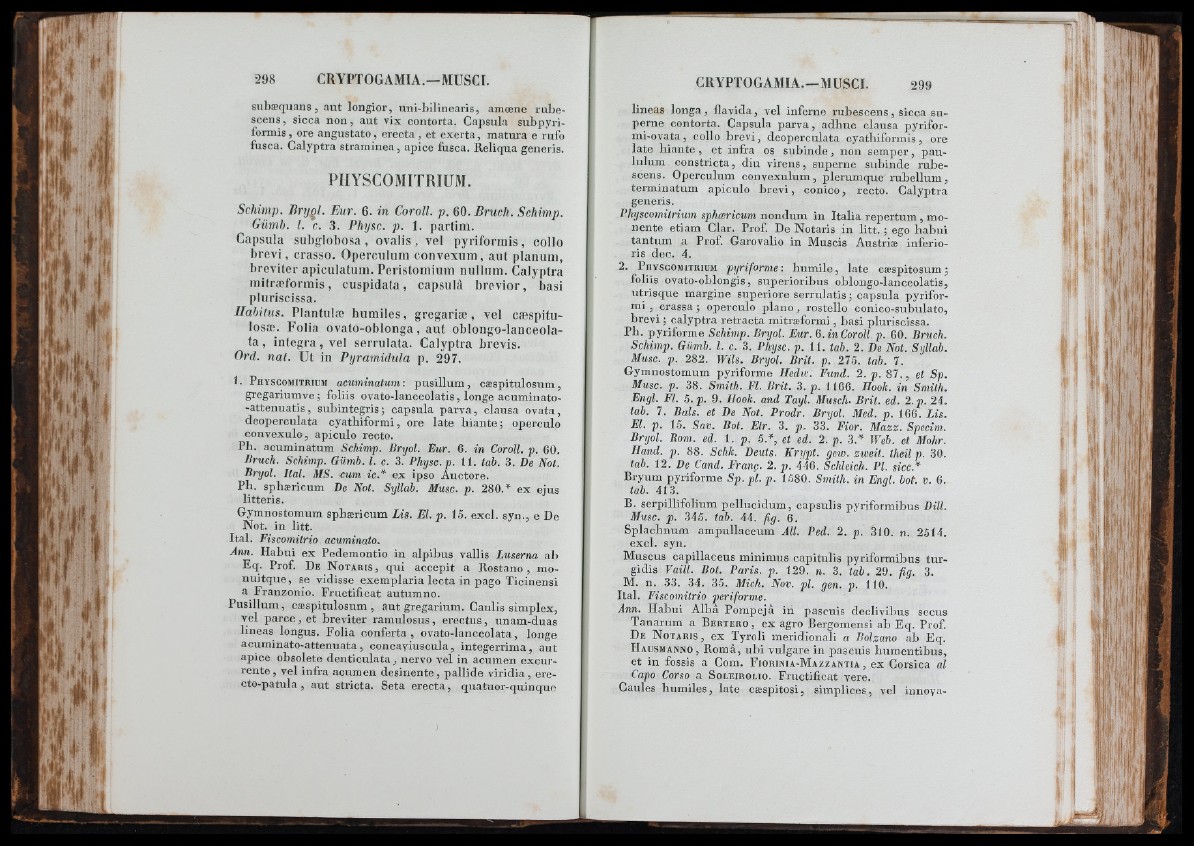 298 CRYPTOGAMIA.—MUSCI.
subæquans, aut longior, uni-bilinearis, amœne rube-
scens, sicca non, aut vix contorta. Capsula subpyri-
formis, ore angustato, erecta, et exerta, matura e rufo
fusca. Calyptra straminea, apice fusca. Reliqua generis.
PHYSCOMITRIUM.
Schimp. Bryol. Eur. 6. in Coroll. p. 60. Bruch. Schimp.
Gümb. l. c. 3. Physc. p. 1. partim.
Capsula subglobosa, ovalis, vel pyriformis, collo
brevi, crasso. Operculum convexum, aut planum,
breviter apiculatum. Peristomium nullum. Calyptra
mitræformis, cuspidata, capsulâ brevior, basi
pluriscissa.
Habitus. Plantulæ humiles, gregariæ, vel cæspitu-
losæ. Folia ovato-oblonga, aut oblongo-lanceola-
ta, integra, vel serrulata. Calyptra brevis.
Ord. nat. Ut in Pyramidula p. 297.
1. Physcomitrium acuminatum: pusillum, cæspitulosum,
gregariumve; foliis ovato-lanceolatis, longe acuminato-
-attenuatis, subintegris; capsula parva, clausa ovata,
deoperculata cyathiformi, ore late hiante; operculo
convexulo, apiculo recto.
Ph. acuminatum Schimp. Bryol. Eur. 6. in Coroll. p. 60.
Bruch. Schimp. Gümb. l. c. 3. Physc. p. 11. tab. 3. De Not.
Bryol. Ital. MS. cum ic.* ex ipso Auctore.
Ph. sphæricum De Not. Syllab. Musc. p. 280.* ex ejus
litteris.
Gymnostomum sphæricum Lis. El. p. 15. excl. syn., e De
Not. in litt.
Ital. Fiscomitrio acuminato.
Ann. Habui ex Pedemontio in alpibus vallis Luserna ab
Eq. Prof. De Notaris, qui accepit a Rostano, mo-
nuitque, se vidisse exemplaria lecta in pago Ticinensi
a Franzonio. Fructificat autumno.
Pusillum, cæspitulosum, aut gregarium. Caulis simplex,
vel parce, et breviter ramulosus, erectus, unam-duas
lineas longus. Folia conferta, ovato-lanceolata, longe
acuminato-attenuata, concaviuscula, integerrima, aut
apice obsolete denticulata, nervo vel in acumen excur-
rente, vel infra acumen desinente, pallide viridia, ere-
cto-patula, aut stricta. Seta erecta, quatuor-quinque
CRYPTOGAMIA.—MUSCI. 299
lineas longa, flavida, vel inferne rubescens, sicca su-
perne contorta. Capsula parva, adhuc clausa pyrifor-
mi-ovata, collo brevi, deoperculata cyathiformis, ore
late hiante, et infra os subinde, non semper, pau-
lulum constricta, diu virens, superne subinde rube-
scens. Operculum convexulum, plerumque rubellum,
terminatum apiculo brevi, conico, recto. Calyptra
generis.
Physcomitrium sphæricum nondum in Italia repertum, mo-
nente etiam Clar. Prof. De Notaris in litt.; ego habui
tantum a Prof. Garovalio in Muscis Austriæ inferio-
ris dec. 4.
2. Physcomitrium pyriforme: humile, late cæspitosum;
foliis ovato-oblongis, superioribus oblongo-lanceolatis,
utrisque margine superiore serrulatis; capsula pyrifor-
mi, crassa; operculo plano, rostello conico-subulato,
brevi; calyptra retracta mitræformi, basi pluriscissa.
Ph. pyriforme Schimp. Bryol. Eur. 6. in Coroll. p. 60. Bruch.
Schimp. Gümb. l. c. 3. Physc. p. 11. tab. 2. De Not. Syllab.
Musc. p. 282. Wils. Bryol. Brit. p. 275. tab. 7.
Gymnostomum pyriforme Hedw. Fund. 2. p. 87., et Sp.
Musc. p. 38. Smith. Fl. Brit. 3. p. 1166. Hook. in Smith.
Engl. Fl. 5. p. 9. Hook. and Tayl. Musch. Brit. ed. 2. p. 24.
tab. 7. Bals. et De Not. Prodr. Bryol. Med. p. 166. Lis.
El. p. 15. Sav. Bot. Etr. 3. p. 33. Fior. Mazz. Specim.
Bryol. Rom. ed. 1. p. 5.*, et ed. 2. p. 3.* Web. et Mohr.
Hand. p. 88. Schk. Deuts. Krypt. gew. zweit. theil p. 30.
tab. 12. De Cand. Franç. 2. p. 446. Schleich. Pl. sicc.*
Bryum pyriforme Sp. pl. p. 1580. Smith. in Engl. bot. v. 6.
tab. 413.
B. serpillifolium pellucidum, capsulis pyriformibus Dill.
Musc. p. 345. tab. 44. fig. 6.
Splachnum ampullaceum All. Ped. 2. p. 310. n. 2514.
excl. syn.
Muscus capillaceus minimus capitulis pyriformibus tur-
gidis Vaill. Bot. Paris. p. 129. n. 3. tab. 29. fig. 3.
M. n. 33. 34. 35. Mich. Nov. pl. gen. p. 110.
Ital. Fiscomitrio periforme.
Ann. Habui Albâ Pompejâ in pascuis declivibus secus
Tanarum a Bertero, ex agro Bergomensi ab Eq. Prof.
De Notaris, ex Tyroli meridionali a Bolzano ab Eq.
Hausmanno, Româ, ubi vulgare in pascuis humentibus,
et in fossis a Com. Fiorinia-Mazzantia, ex Corsica al
Capo Corso a Soleirolio. Fructificat vere.
Caules humiles, late cæspitosi, simplices, vel innova-